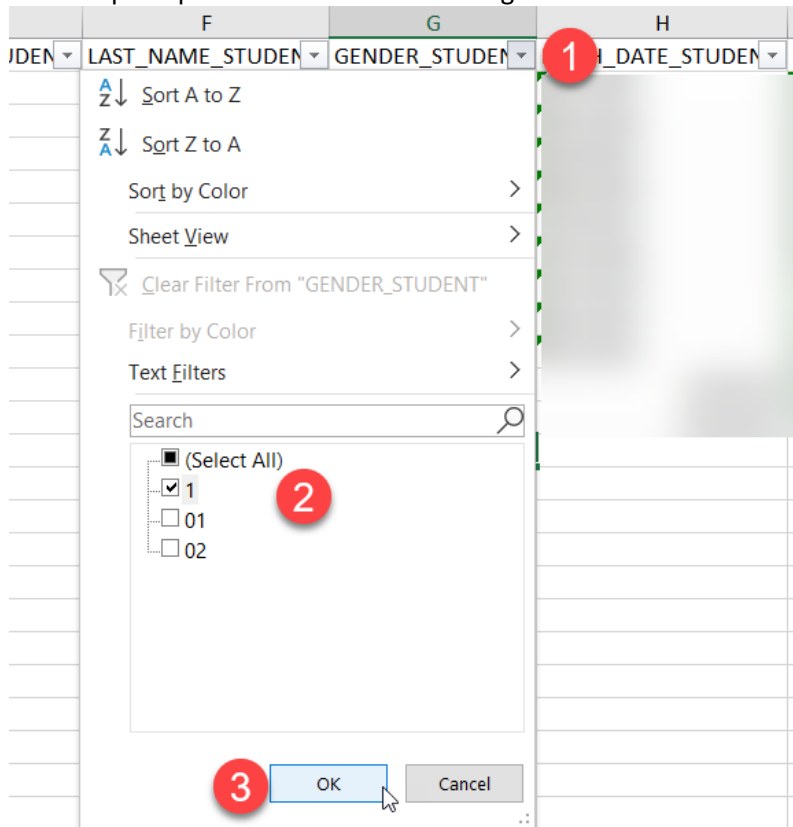 F G H
UDEN LAST_NAME_STUDEN GENDER_STUDEN 1 H_DATE_STUDEN
Sort A to Z
Sort Z to A
Sort by Color
Sheet View
Clear Filter From "GENDER_STUDENT"
Filter by Color
Text Filters
Search
(Select All)
1
2
01
02
3 OK Cancel